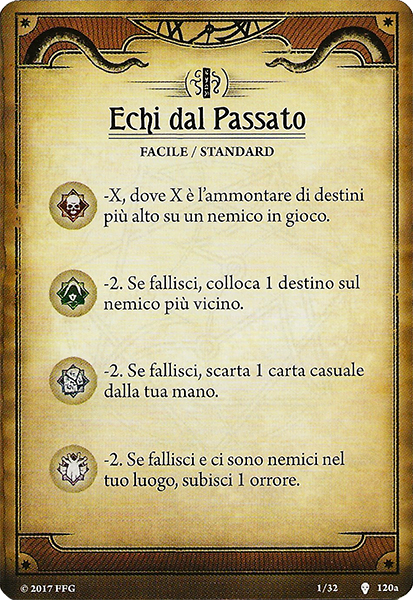 Echi dal Passato
FACILE / STANDARD
-X, dove X è l'ammontare di destini
più alto su un nemico in gioco.
-2. Se fallisci, colloca 1 destino sul
nemico più vicino.
-2. Se fallisci, scarta 1 carta casuale
dalla tua mano.
-2. Se fallisci e ci sono nemici nel
tuo luogo, subisci 1 orrore.
© 2017 FFG 1/32 120a